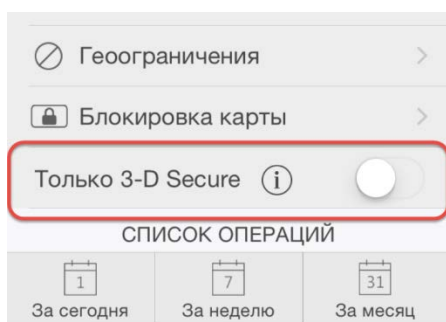 Геоограничения
Блокировка карты
Только 3-D Secure i
СПИСОК ОПЕРАЦИЙ
1 7 31
За сегодня За неделю За месяц